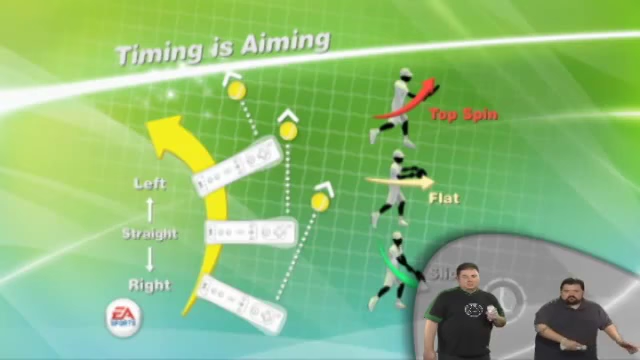 Timing is Aiming
Top Spin
Left
Flat
Straight
Right
EA
SPORTS